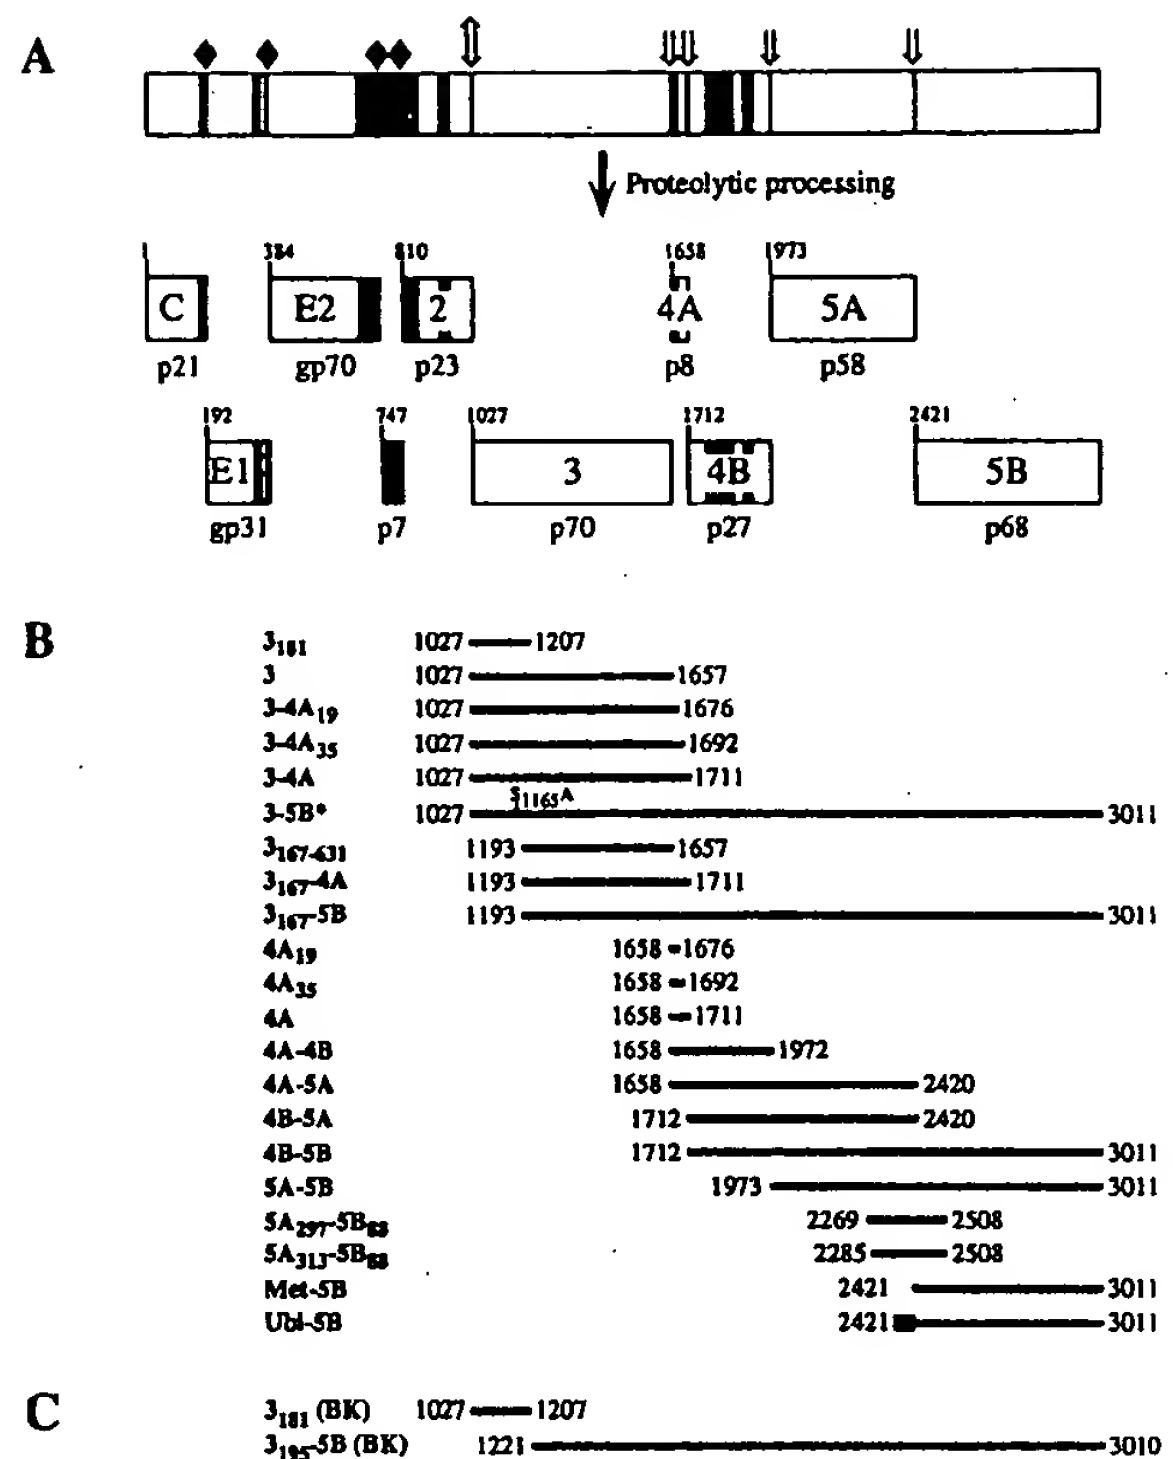 A
Proteolytic processing
1 384 810 1658 1973
C E2 2 4A 5A
p21 gp70 p23 p8 p58
192 747 1027 1712 2421
E1 3 4B 5B
gp31 p7 p70 p27 p68
B
3181 1027 1207
3 1027 1657
3-4A19 1027 1676
3-4A35 1027 1692
3-4A 1027 1711
S1165A
3-5B* 1027 3011
3167-631 1193 1657
3167-4A 1193 1711
3167-5B 1193 3011
4A19 1658 1676
4A35 1658 1692
4A 1658 1711
4A-4B 1658 1972
4A-5A 1658 2420
4B-5A 1712 2420
4B-5B 1712 3011
5A-5B 1973 3011
5A297-5B88 2269 2508
5A313-5B88 2285 2508
Met-5B 2421 3011
Ubi-5B 2421 3011
C
3181 (BK) 1027 1207
3195-5B (BK) 1221 3010